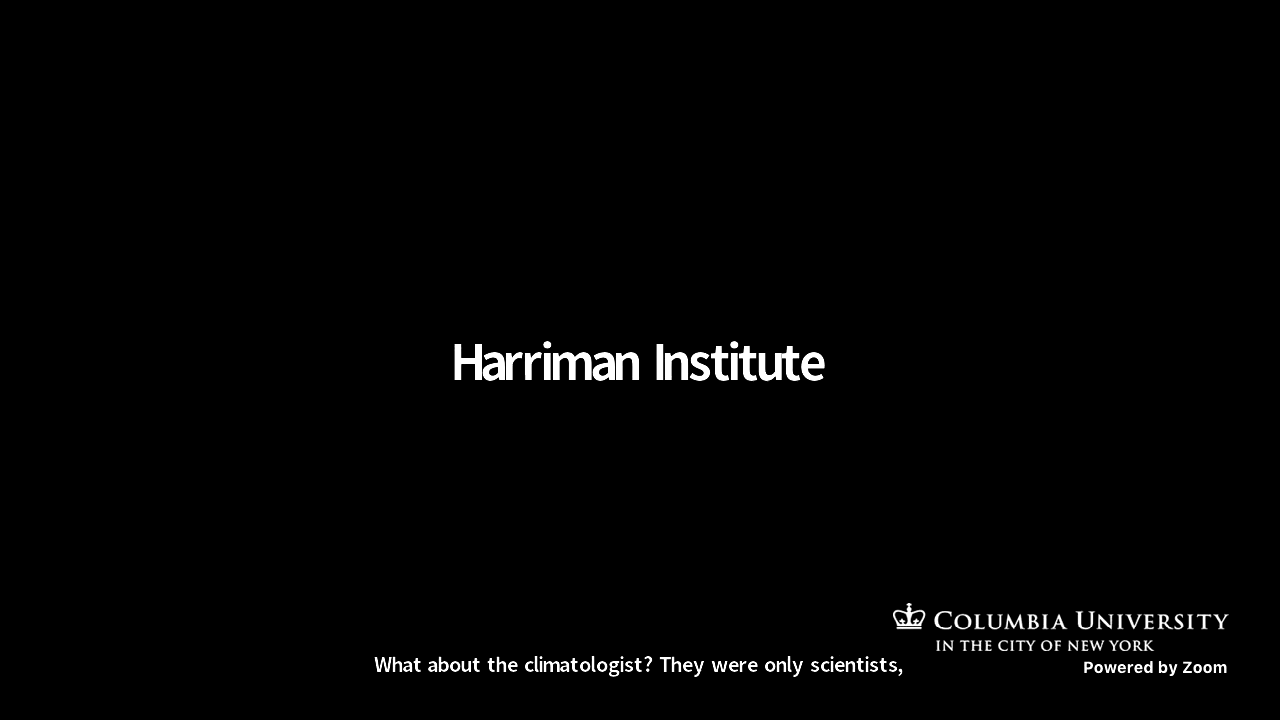 Harriman Institute
COLUMBIA UNIVERSITY
IN THE CITY OF NEW YORK
What about the climatologist? They were only scientists,
Powered by Zoom